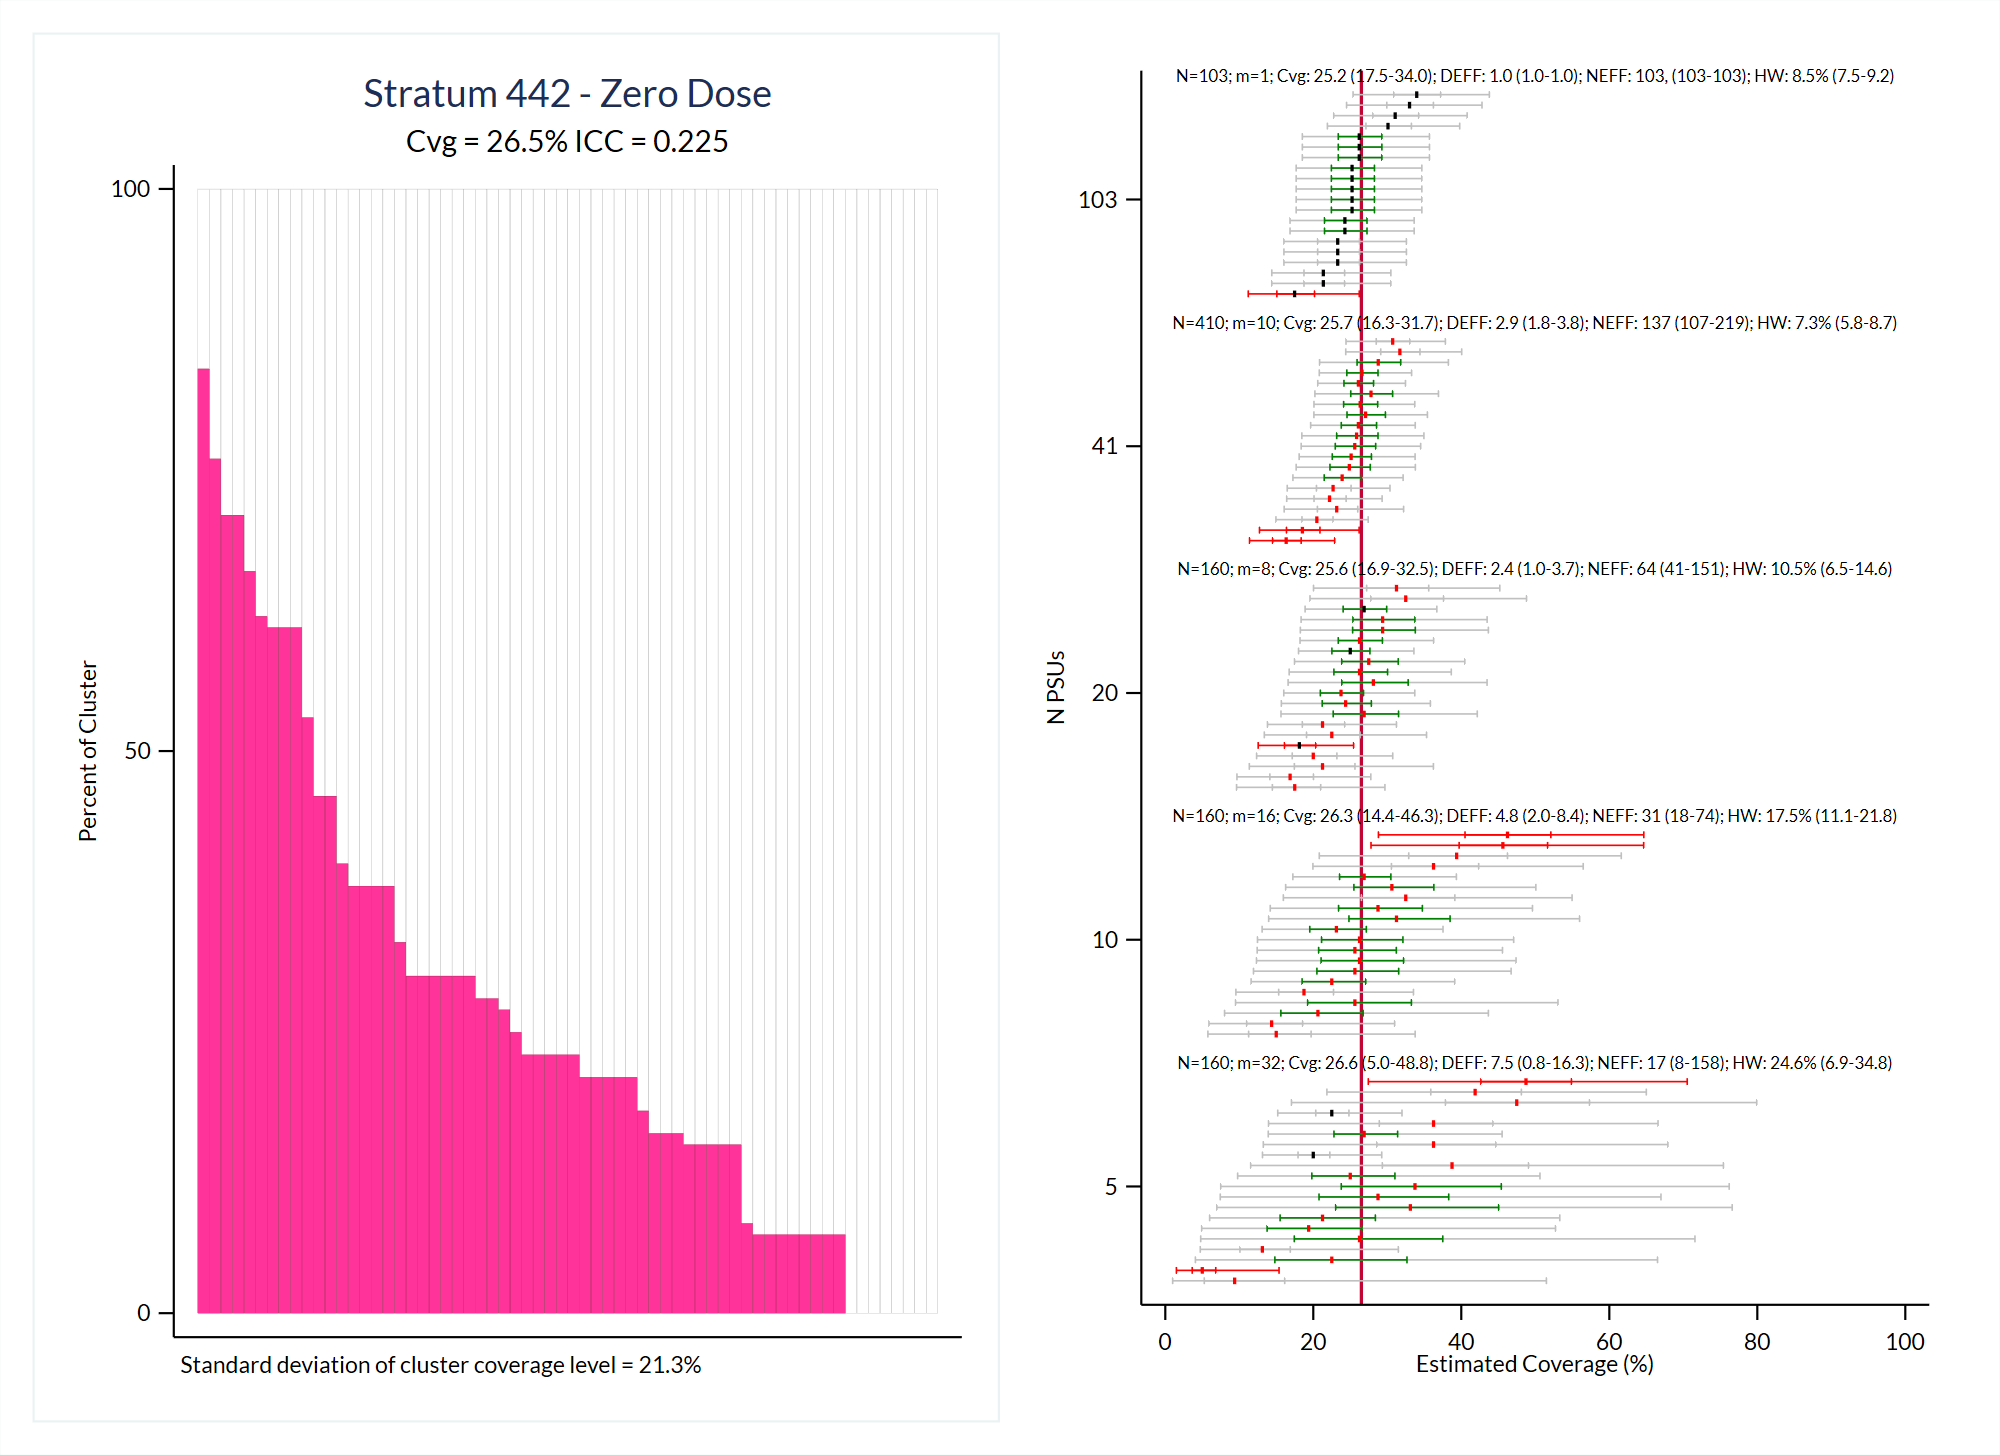 Stratum 442 - Zero Dose
Cvg = 26.5% ICC = 0.225
100
50
0
Percent of Cluster
Standard deviation of cluster coverage level = 21.3%
N=103; m=1; Cvg: 25.2 (17.5-34.0); DEFF: 1.0 (1.0-1.0); NEFF: 103, (103-103); HW: 8.5% (7.5-9.2)
103
N=410; m=10; Cvg: 25.7 (16.3-31.7); DEFF: 2.9 (1.8-3.8); NEFF: 137 (107-219); HW: 7.3% (5.8-8.7)
41
N=160; m=8; Cvg: 25.6 (16.9-32.5); DEFF: 2.4 (1.0-3.7); NEFF: 64 (41-151); HW: 10.5% (6.5-14.6)
20
N=160; m=16; Cvg: 26.3 (14.4-46.3); DEFF: 4.8 (2.0-8.4); NEFF: 31 (18-74); HW: 17.5% (11.1-21.8)
10
N=160; m=32; Cvg: 26.6 (5.0-48.8); DEFF: 7.5 (0.8-16.3); NEFF: 17 (8-158); HW: 24.6% (6.9-34.8)
5
N PSUs
0 20 40 60 80 100
Estimated Coverage (%)